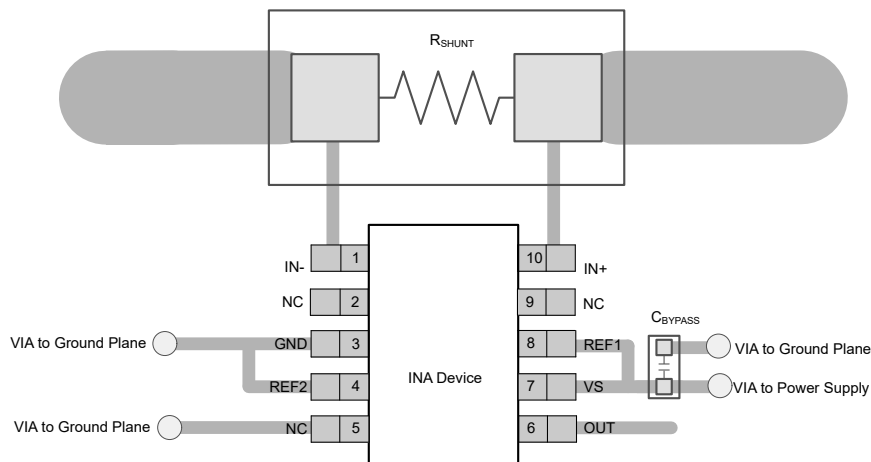 RSHUNT
IN-
1
10
IN+
NC
2
9
NC
CBYPASS
VIA to Ground Plane
GND
3
8
REF1
VIA to Ground Plane
INA Device
REF2
4
7
VS
VIA to Power Supply
VIA to Ground Plane
NC
5
6
OUT